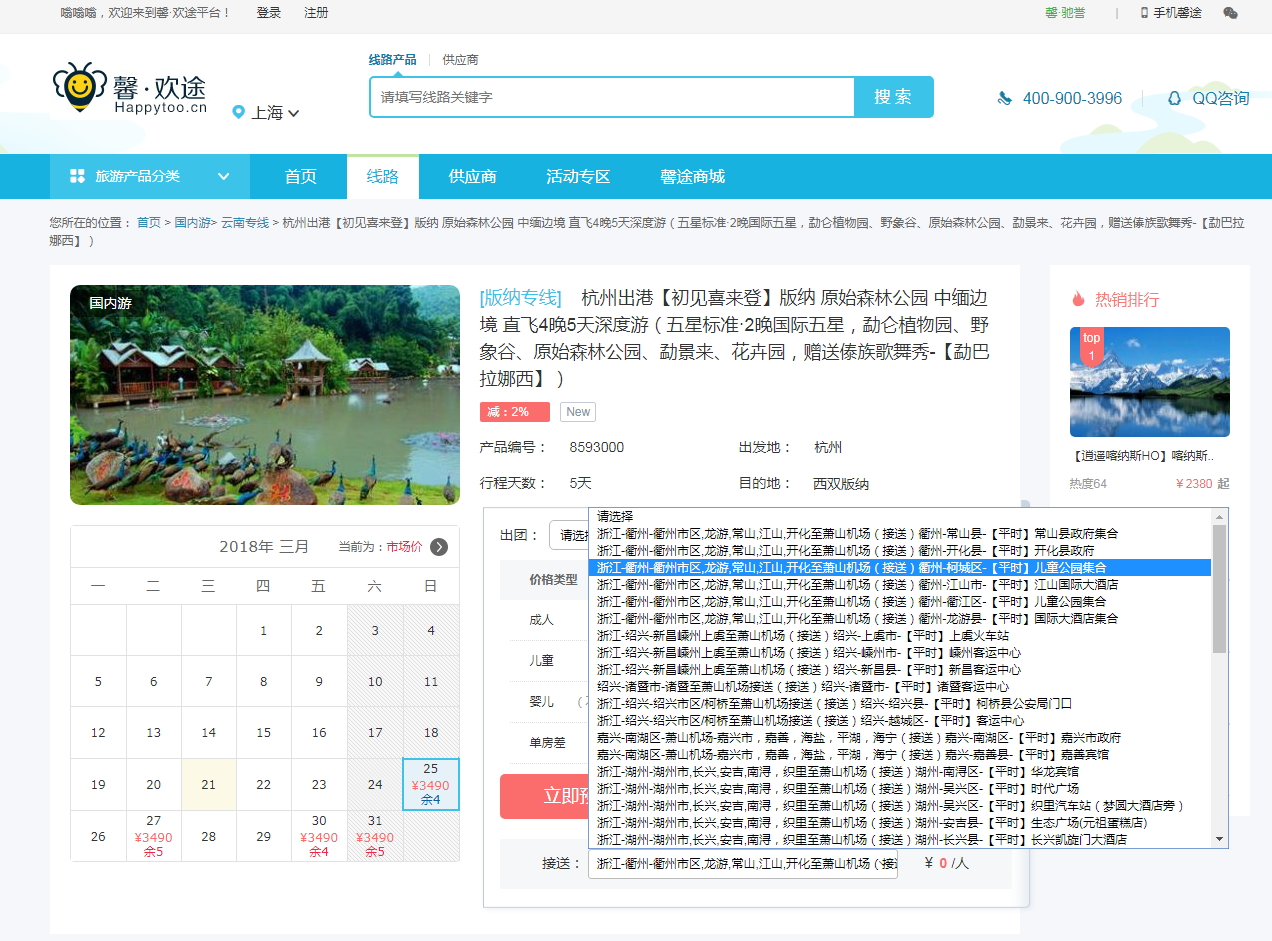 嗡嗡嗡，欢迎来到馨·欢途平台！ 登录 注册 馨·驰誉 | 手机馨途
线路产品 供应商
馨·欢途
Happytoo.cn
上海
请填写线路关键字 搜 索
400-900-3996 QQ咨询
旅游产品分类 首页 线路 供应商 活动专区 馨途商城
您所在的位置： 首页 > 国内游> 云南专线 > 杭州出港【初见喜来登】版纳 原始森林公园 中缅边境 直飞4晚5天深度游（五星标准·2晚国际五星，勐仑植物园、野象谷、原始森林公园、勐景来、花卉园，赠送傣族歌舞秀-【勐巴拉
娜西】）
国内游
[版纳专线] 杭州出港【初见喜来登】版纳 原始森林公园 中缅边
境 直飞4晚5天深度游（五星标准·2晚国际五星，勐仑植物园、野
象谷、原始森林公园、勐景来、花卉园，赠送傣族歌舞秀-【勐巴
拉娜西】）
减：2% New
产品编号： 8593000 出发地： 杭州
行程天数： 5天 目的地： 西双版纳
热销排行
top
1
【逍遥喀纳斯HO】喀纳斯..
热度64 ￥2380 起
2018年 三月 当前为：市场价
一 二 三 四 五 六 日
1 2 3 4
5 6 7 8 9 10 11
12 13 14 15 16 17 18
19 20 21 22 23 24 25
¥3490
余4
26 27 28 29 30 31
¥3490 ¥3490 ¥3490
余5 余4 余5
出团： 请选
价格类型
成人
儿童
婴儿
单房差
立即
请选择
浙江-衢州-衢州市区,龙游,常山,江山,开化至萧山机场（接送）衢州-常山县-【平时】常山县政府集合
浙江-衢州-衢州市区,龙游,常山,江山,开化至萧山机场（接送）衢州-开化县-【平时】开化县政府
浙江-衢州-衢州市区,龙游,常山,江山,开化至萧山机场（接送）衢州-柯城区-【平时】儿童公园集合
浙江-衢州-衢州市区,龙游,常山,江山,开化至萧山机场（接送）衢州-江山市-【平时】江山国际大酒店
浙江-衢州-衢州市区,龙游,常山,江山,开化至萧山机场（接送）衢州-衢江区-【平时】儿童公园集合
浙江-衢州-衢州市区,龙游,常山,江山,开化至萧山机场（接送）衢州-龙游县-【平时】国际大酒店集合
浙江-绍兴-新昌嵊州上虞至萧山机场（接送）绍兴-上虞市-【平时】上虞火车站
浙江-绍兴-新昌嵊州上虞至萧山机场（接送）绍兴-嵊州市-【平时】嵊州客运中心
浙江-绍兴-新昌嵊州上虞至萧山机场（接送）绍兴-新昌县-【平时】新昌客运中心
绍兴-诸暨市-诸暨至萧山机场接送（接送）绍兴-诸暨市-【平时】诸暨客运中心
浙江-绍兴-绍兴市区/柯桥至萧山机场接送（接送）绍兴-绍兴县-【平时】柯桥县公安局门口
浙江-绍兴-绍兴市区/柯桥至萧山机场接送（接送）绍兴-越城区-【平时】客运中心
嘉兴-南湖区-萧山机场-嘉兴市，嘉善，海盐，平湖，海宁（接送）嘉兴-南湖区-【平时】嘉兴市政府
嘉兴-南湖区-萧山机场-嘉兴市，嘉善，海盐，平湖，海宁（接送）嘉兴-嘉善县-【平时】嘉善宾馆
浙江-湖州-湖州市,长兴,安吉,南浔，织里至萧山机场（接送）湖州-南浔区-【平时】华龙宾馆
浙江-湖州-湖州市,长兴,安吉,南浔，织里至萧山机场（接送）湖州-吴兴区-【平时】时代广场
浙江-湖州-湖州市,长兴,安吉,南浔，织里至萧山机场（接送）湖州-吴兴区-【平时】织里汽车站（梦圆大酒店旁）
浙江-湖州-湖州市,长兴,安吉,南浔，织里至萧山机场（接送）湖州-安吉县-【平时】生态广场(元祖蛋糕店)
浙江-湖州-湖州市,长兴,安吉,南浔，织里至萧山机场（接送）湖州-长兴县-【平时】长兴凯旋门大酒店
接送： 浙江-衢州-衢州市区,龙游,常山,江山,开化至萧山机场（接 ￥ 0 /人